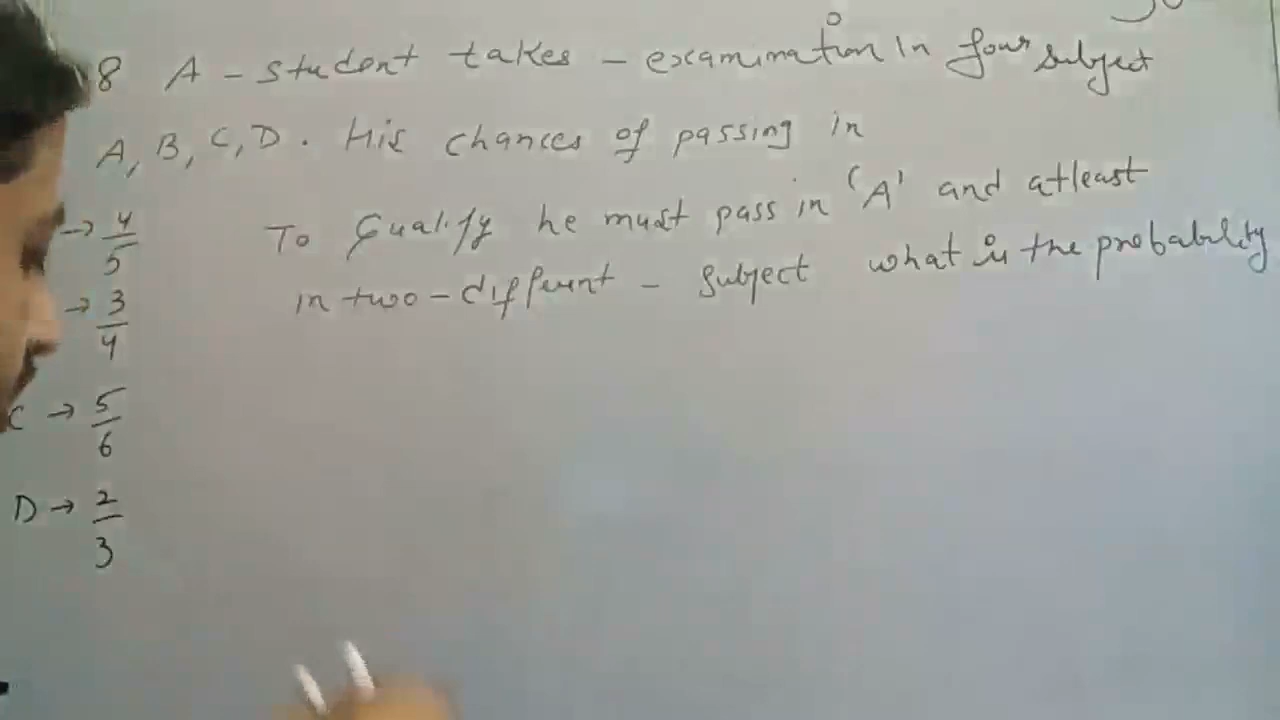 8 A - student takes - examination in four subject
A, B, C, D. His chances of passing in
→ 4/5
To Qualify he must pass in 'A' and atleast
in two - different - subject what is the probability
→ 3/4
C → 5/6
D → 2/3